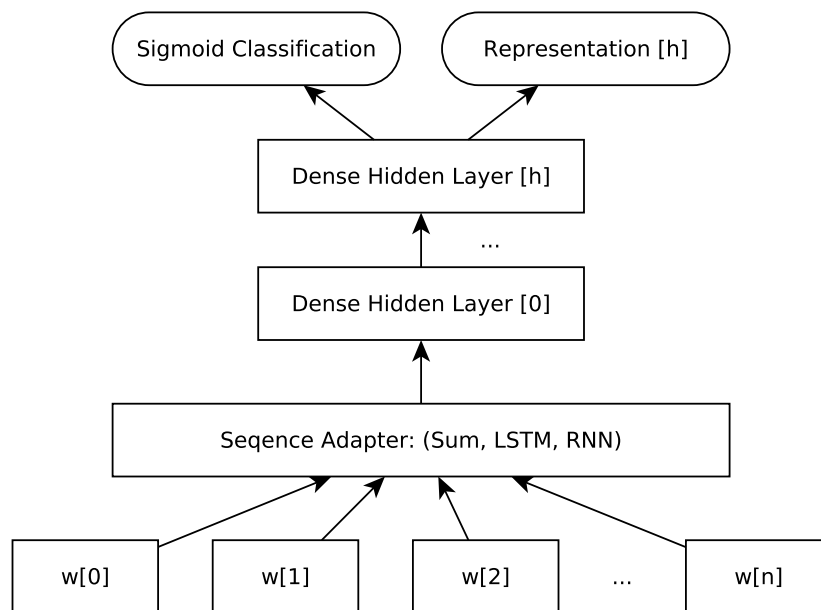 Sigmoid Classification
Representation [h]
Dense Hidden Layer [h]
...
Dense Hidden Layer [0]
Seqence Adapter: (Sum, LSTM, RNN)
w[0]
w[1]
w[2]
...
w[n]